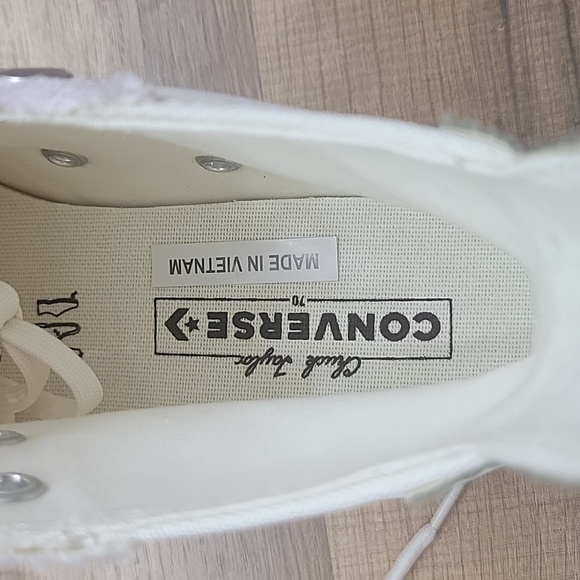 Chuck Taylor
CONVERSE
70
MADE IN VIETNAM